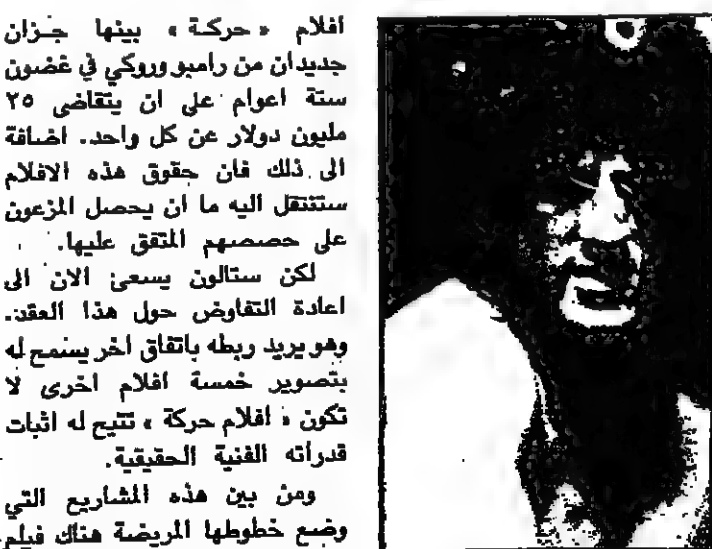 افلام « حركة » بينها جزان
جديدان من رامبو وروكي في غضون
ستة اعوام على ان يتقاضى ٢٥
مليون دولار عن كل واحد. اضافة
الى ذلك فان حقوق هذه الافلام
ستنتقل اليه ما ان يحصل المزعون
على حصصهم المتفق عليها.
لكن ستالون يسعى الان الى
اعادة التفاوض حول هذا العقد.
وهو يريد ربطه باتفاق اخر يسمح له
بتصوير خمسة افلام اخرى لا
تكون « افلام حركة » تتيح له اثبات
قدراته الفنية الحقيقية.
ومن بين هذه المشاريع التي
وضع خطوطها المريضة هناك فيلم